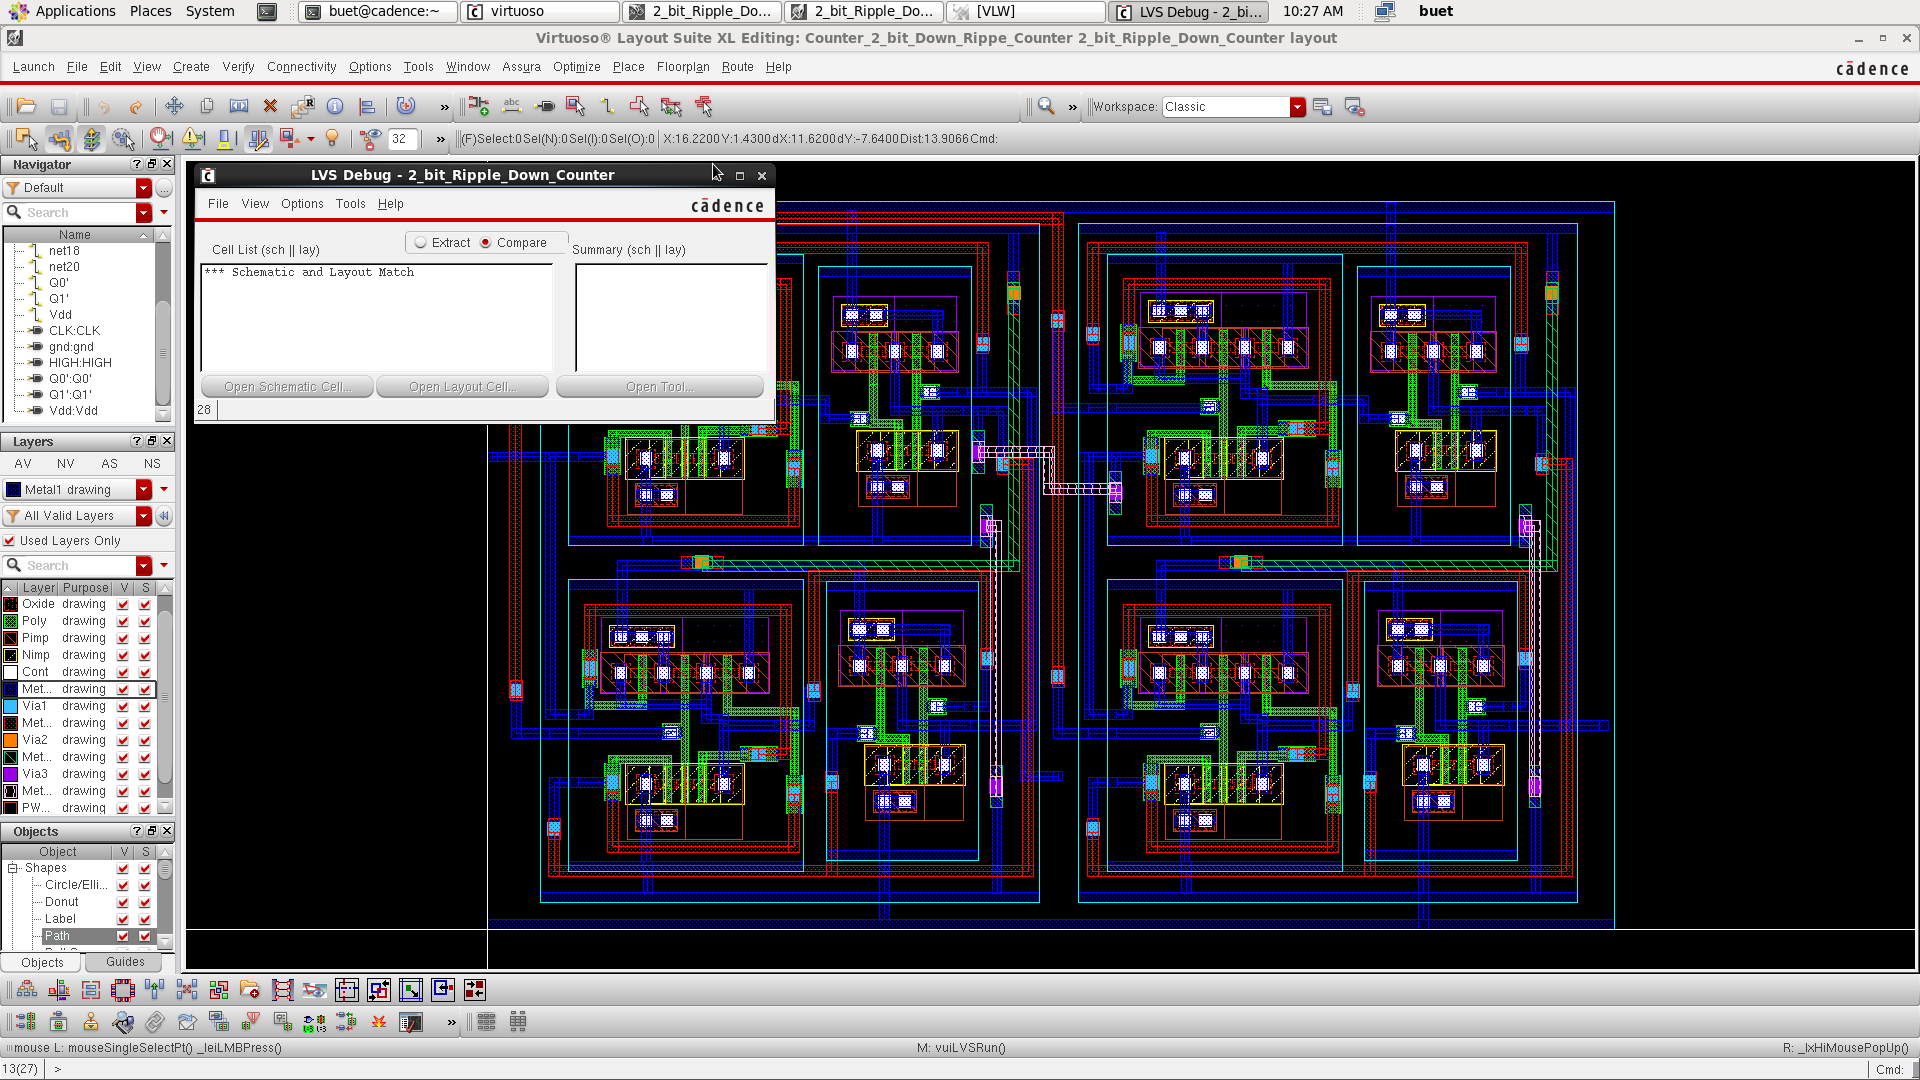 Applications Places System buet@cadence:~ virtuoso 2_bit_Ripple_Do... 2_bit_Ripple_Do... [VLW] LVS Debug - 2_bi... 10:27 AM buet
Virtuoso® Layout Suite XL Editing: Counter_2_bit_Down_Rippe_Counter 2_bit_Ripple_Down_Counter layout
Launch File Edit View Create Verify Connectivity Options Tools Window Assura Optimize Place Floorplan Route Help cādence
» » Workspace: Classic
32 » (F)Select:0 Sel(N):0 Sel(I):0 Sel(O):0 X:16.2200 Y:1.4300 dX:11.6200 dY:-7.6400 Dist:13.9066 Cmd:
Navigator
Default
Search
Name
net18
net20
Q0'
Q1'
Vdd
CLK:CLK
gnd:gnd
HIGH:HIGH
Q0':Q0'
Q1':Q1'
Vdd:Vdd
LVS Debug - 2_bit_Ripple_Down_Counter
File View Options Tools Help cādence
Cell List (sch || lay) Extract Compare Summary (sch || lay)
*** Schematic and Layout Match
Open Schematic Cell... Open Layout Cell... Open Tool...
28
Layers
AV NV AS NS
Metal1 drawing
All Valid Layers
Used Layers Only
Search
Layer Purpose V S
Oxide drawing
Poly drawing
Pimp drawing
Nimp drawing
Cont drawing
Met... drawing
Via1 drawing
Met... drawing
Via2 drawing
Met... drawing
Via3 drawing
Met... drawing
PW... drawing
Objects
Object V S
Shapes
Circle/Elli...
Donut
Label
Path
Objects Guides
»
mouse L: mouseSingleSelectPt() _leiLMBPress() M: vuiLVSRun() R: _lxHiMousePopUp()
13(27) > Cmd: